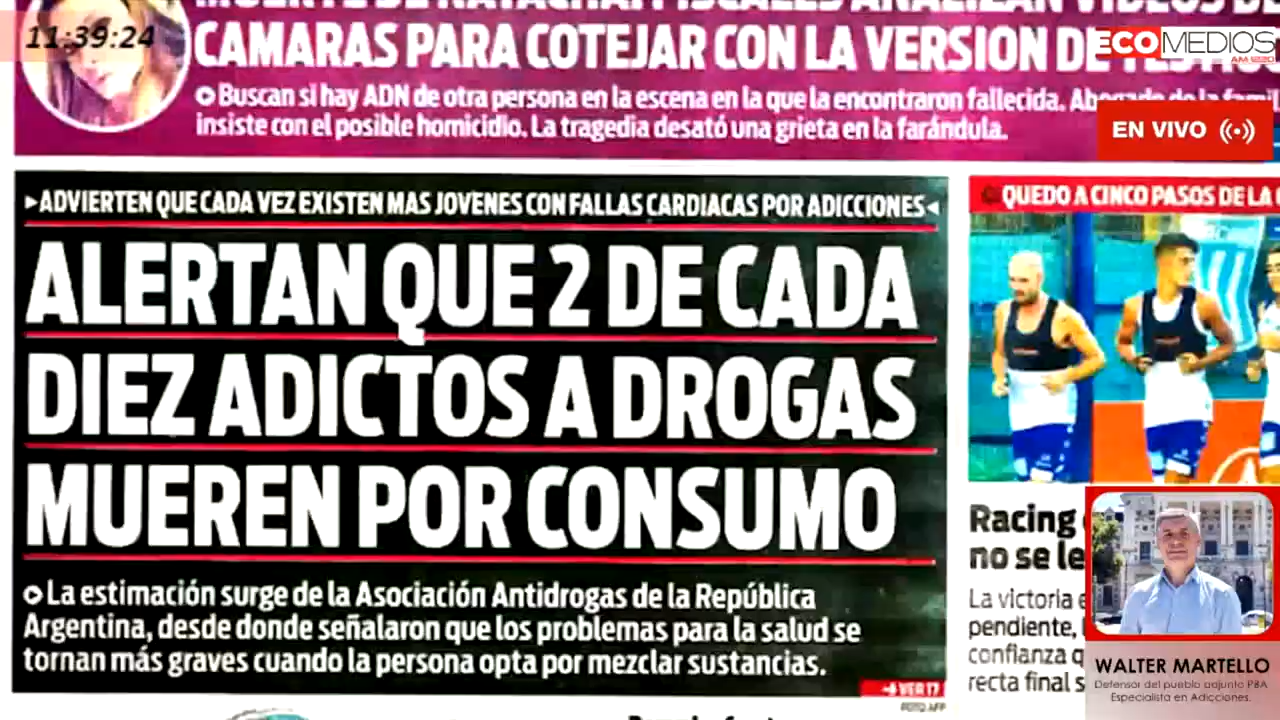 11:39:24
CAMARAS PARA COTEJAR CON LA VERSION DE
ECOMEDIOS
AM 1220
Buscan si hay ADN de otra persona en la escena en la que la encontraron fallecida.
insiste con el posible homicidio. La tragedia desató una grieta en la farándula.
EN VIVO
ADVIERTEN QUE CADA VEZ EXISTEN MAS JOVENES CON FALLAS CARDIACAS POR ADICCIONES
ALERTAN QUE 2 DE CADA
DIEZ ADICTOS A DROGAS
MUEREN POR CONSUMO
La estimación surge de la Asociación Antidrogas de la República
Argentina, desde donde señalaron que los problemas para la salud se
tornan más graves cuando la persona opta por mezclar sustancias.
VER 17
FOTO AFP
QUEDO A CINCO PASOS DE LA
Racing
no se le
La victoria
pendiente,
confianza q
recta final s
WALTER MARTELLO
Defensor del pueblo adjunto PBA
Especialista en Adicciones.